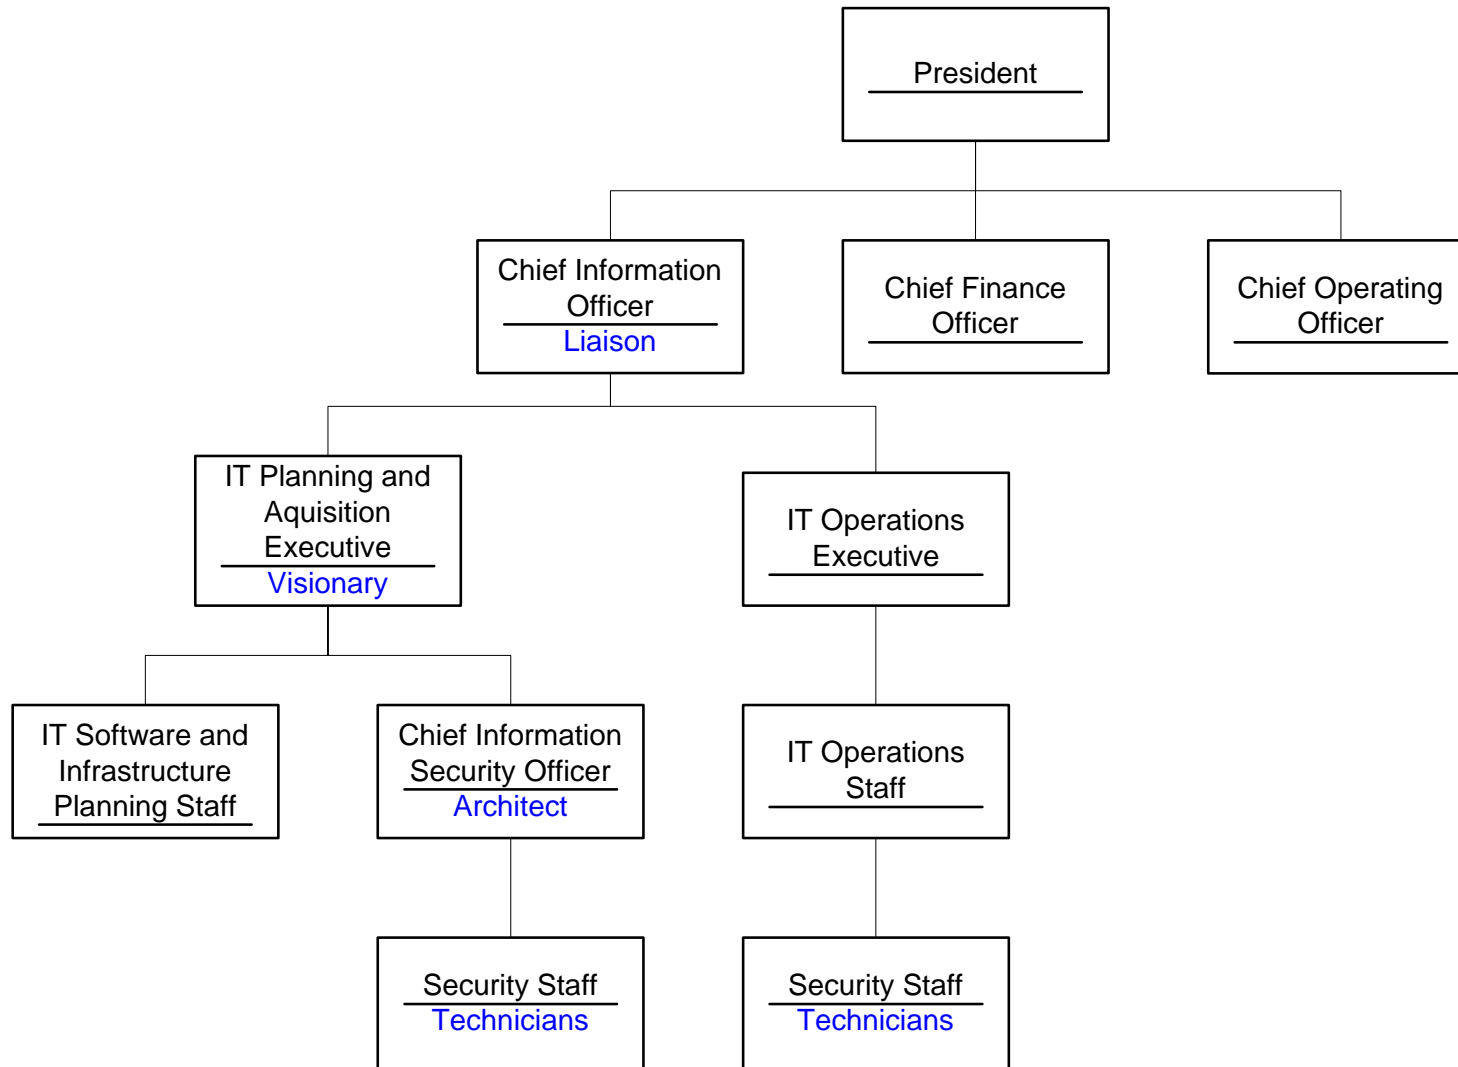 President
Chief Information
Officer
Liaison
Chief Finance
Officer
Chief Operating
Officer
IT Planning and
Aquisition
Executive
Visionary
IT Operations
Executive
IT Software and
Infrastructure
Planning Staff
Chief Information
Security Officer
Architect
IT Operations
Staff
Security Staff
Technicians
Security Staff
Technicians